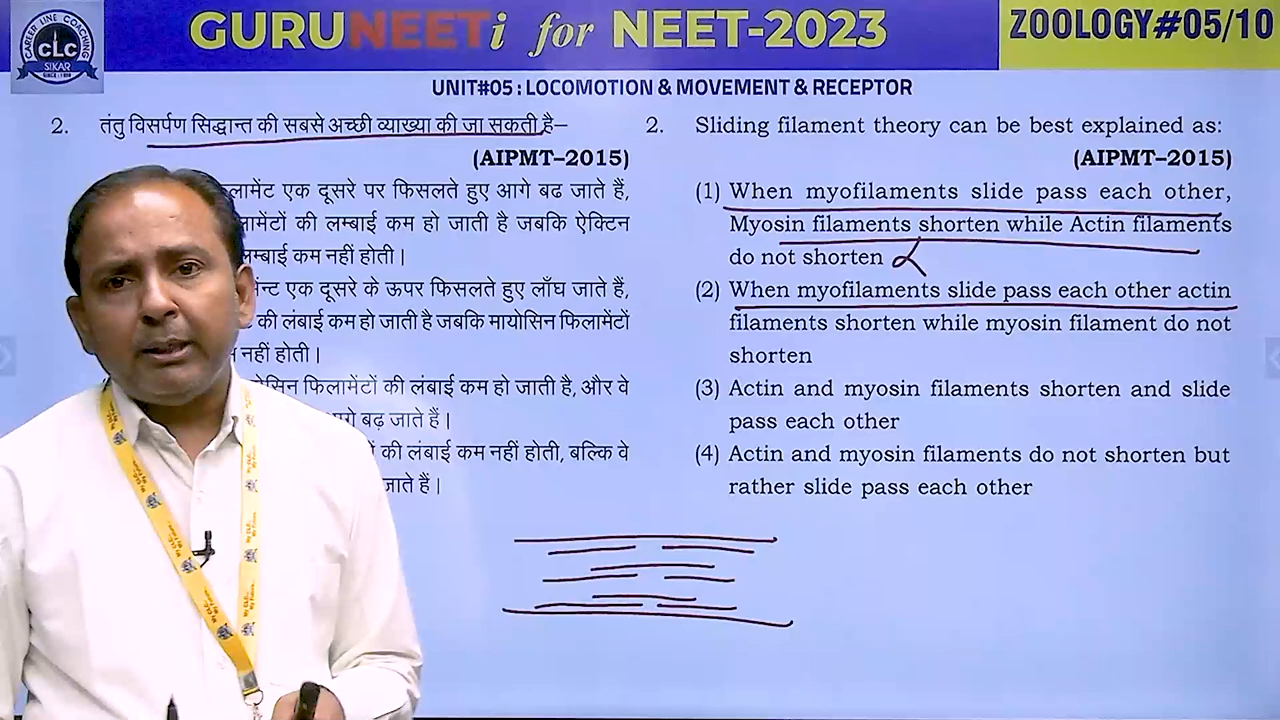 CAREER LINE COACHING
CLC
SIKAR
GURUNEETi for NEET-2023
ZOOLOGY#05/10
UNIT#05 : LOCOMOTION & MOVEMENT & RECEPTOR
2. तंतु विसर्पण सिद्धान्त की सबसे अच्छी व्याख्या की जा सकती है–
(AIPMT–2015)
एक दूसरे पर फिसलते हुए आगे बढ जाते हैं,
की लम्बाई कम हो जाती है जबकि ऐक्टिन
लम्बाई कम नहीं होती।
एक दूसरे के ऊपर फिसलते हुए लाँघ जाते हैं,
की लंबाई कम हो जाती है जबकि मायोसिन फिलामेंटों
नहीं होती।
फिलामेंटों की लंबाई कम हो जाती है, और वे
बढ़ जाते हैं।
की लंबाई कम नहीं होती, बल्कि वे
जाते हैं।
2. Sliding filament theory can be best explained as:
(AIPMT–2015)
(1) When myofilaments slide pass each other,
Myosin filaments shorten while Actin filaments
do not shorten
(2) When myofilaments slide pass each other actin
filaments shorten while myosin filament do not
shorten
(3) Actin and myosin filaments shorten and slide
pass each other
(4) Actin and myosin filaments do not shorten but
rather slide pass each other